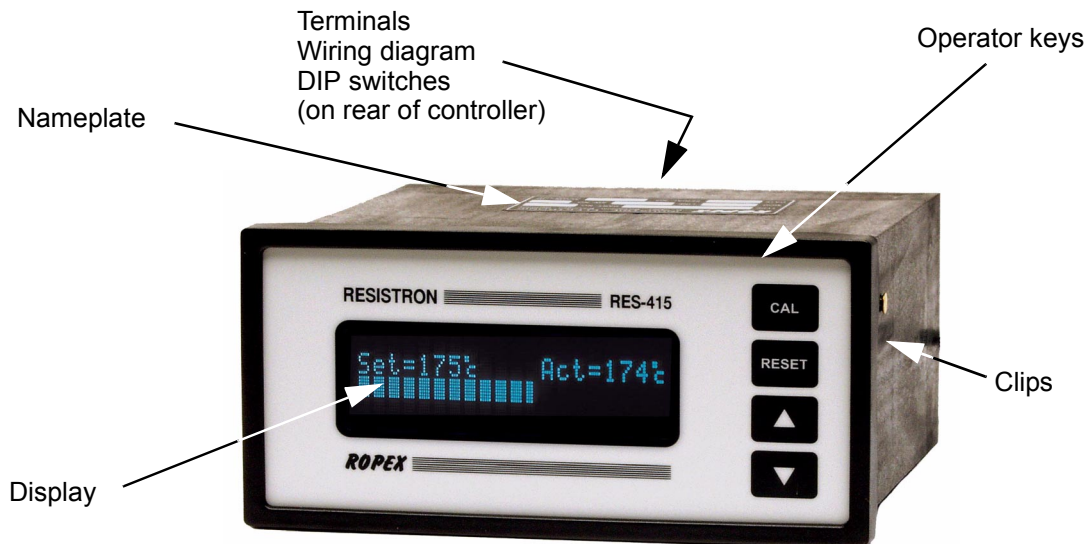 Terminals
Wiring diagram
DIP switches
(on rear of controller)
Operator keys
Nameplate
RESISTRON
RES-415
CAL
Set=175°C
Act=174°C
RESET
Clips
ROPEX
Display